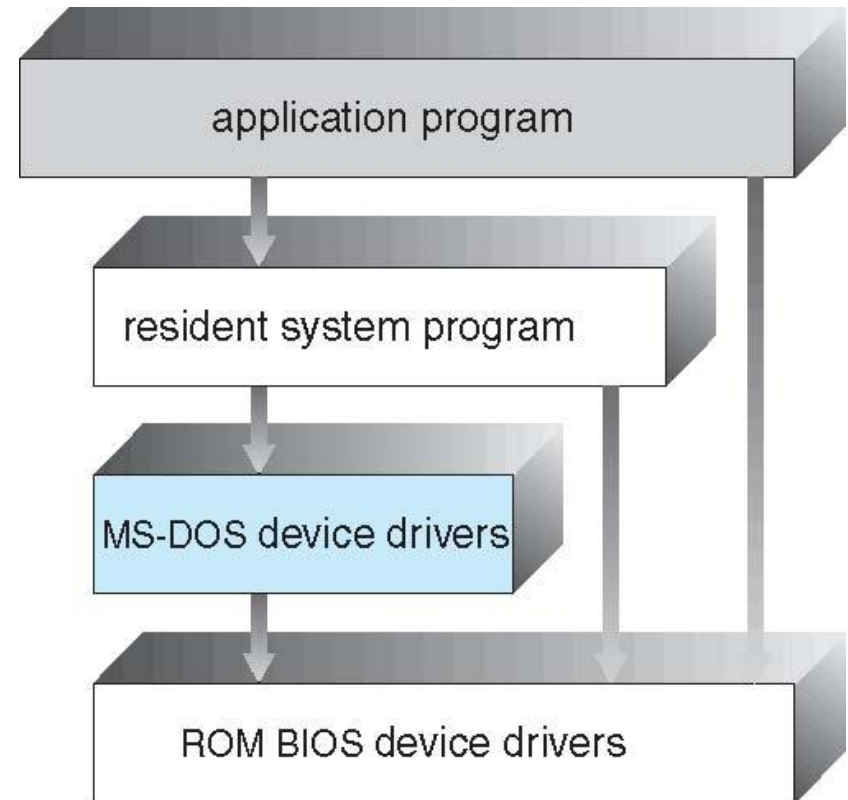 application program
resident system program
MS-DOS device drivers
ROM BIOS device drivers